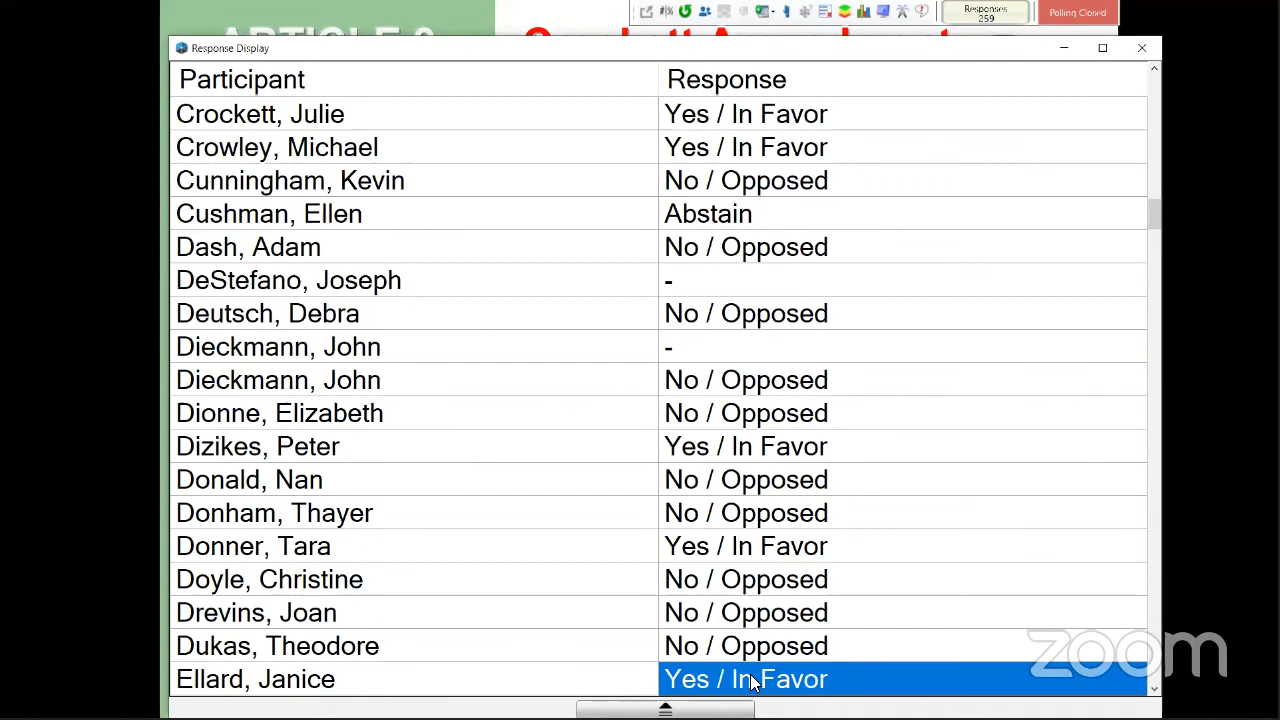 Responses
259
Polling Closed
Response Display
Participant Response
Crockett, Julie Yes / In Favor
Crowley, Michael Yes / In Favor
Cunningham, Kevin No / Opposed
Cushman, Ellen Abstain
Dash, Adam No / Opposed
DeStefano, Joseph -
Deutsch, Debra No / Opposed
Dieckmann, John -
Dieckmann, John No / Opposed
Dionne, Elizabeth No / Opposed
Dizikes, Peter Yes / In Favor
Donald, Nan No / Opposed
Donham, Thayer No / Opposed
Donner, Tara Yes / In Favor
Doyle, Christine No / Opposed
Drevins, Joan No / Opposed
Dukas, Theodore No / Opposed
Ellard, Janice Yes / In Favor
zoom